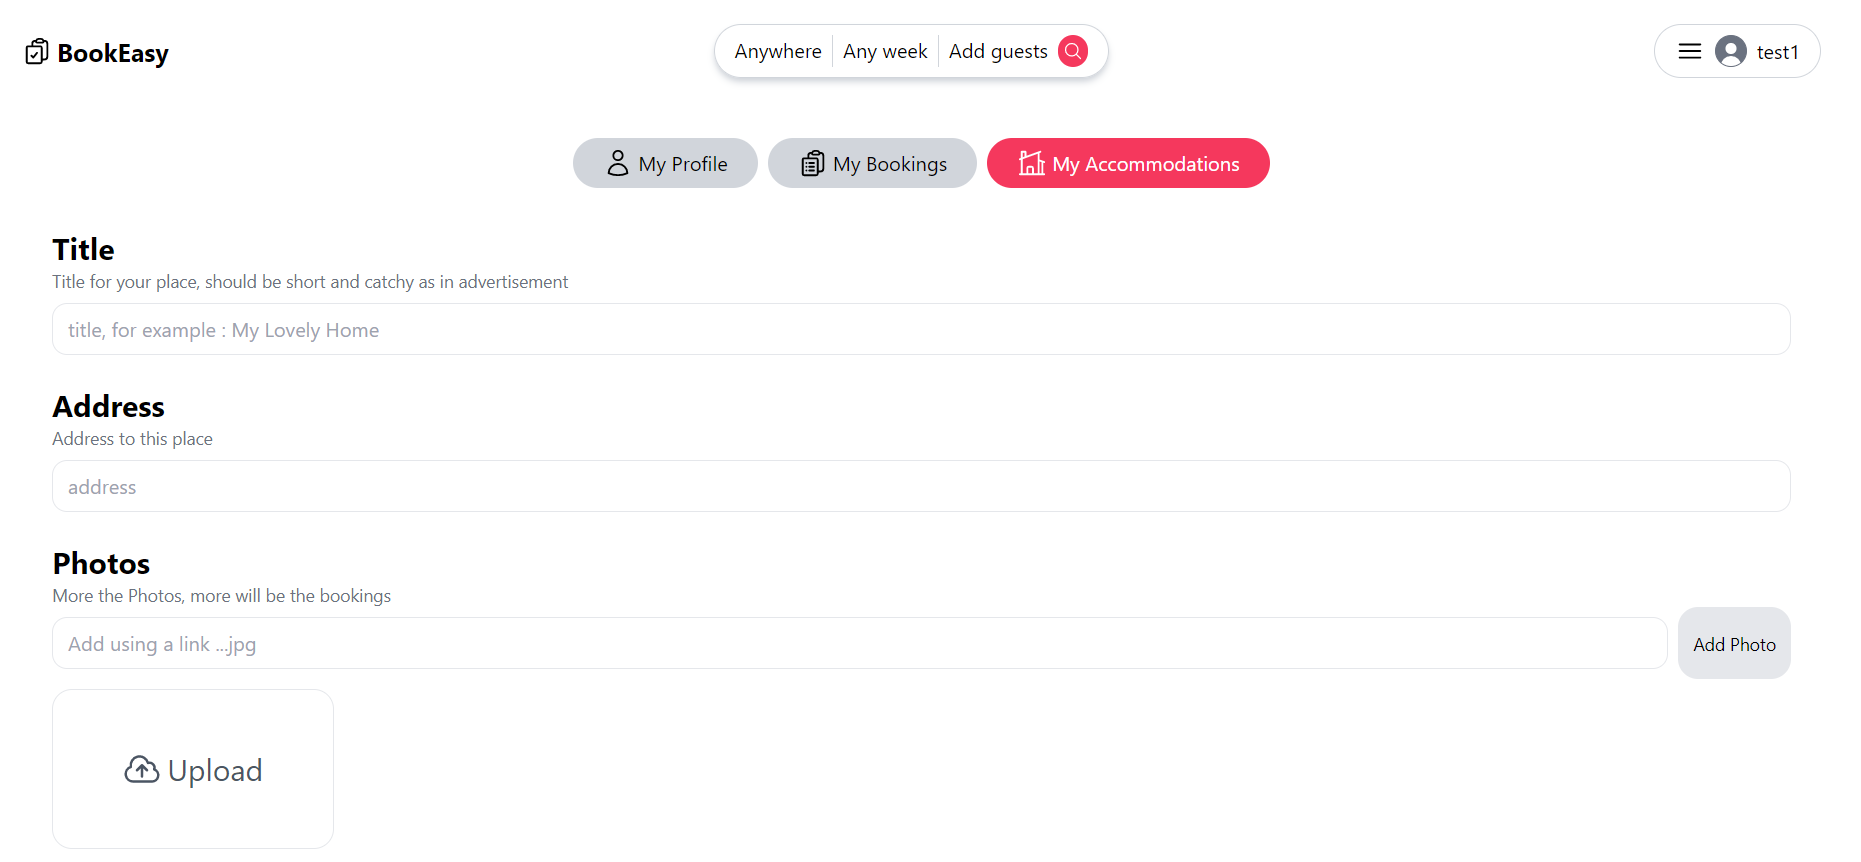 BookEasy
Anywhere Any week Add guests
test1
My Profile My Bookings My Accommodations
Title
Title for your place, should be short and catchy as in advertisement
title, for example : My Lovely Home
Address
Address to this place
address
Photos
More the Photos, more will be the bookings
Add using a link ...jpg
Add Photo
Upload